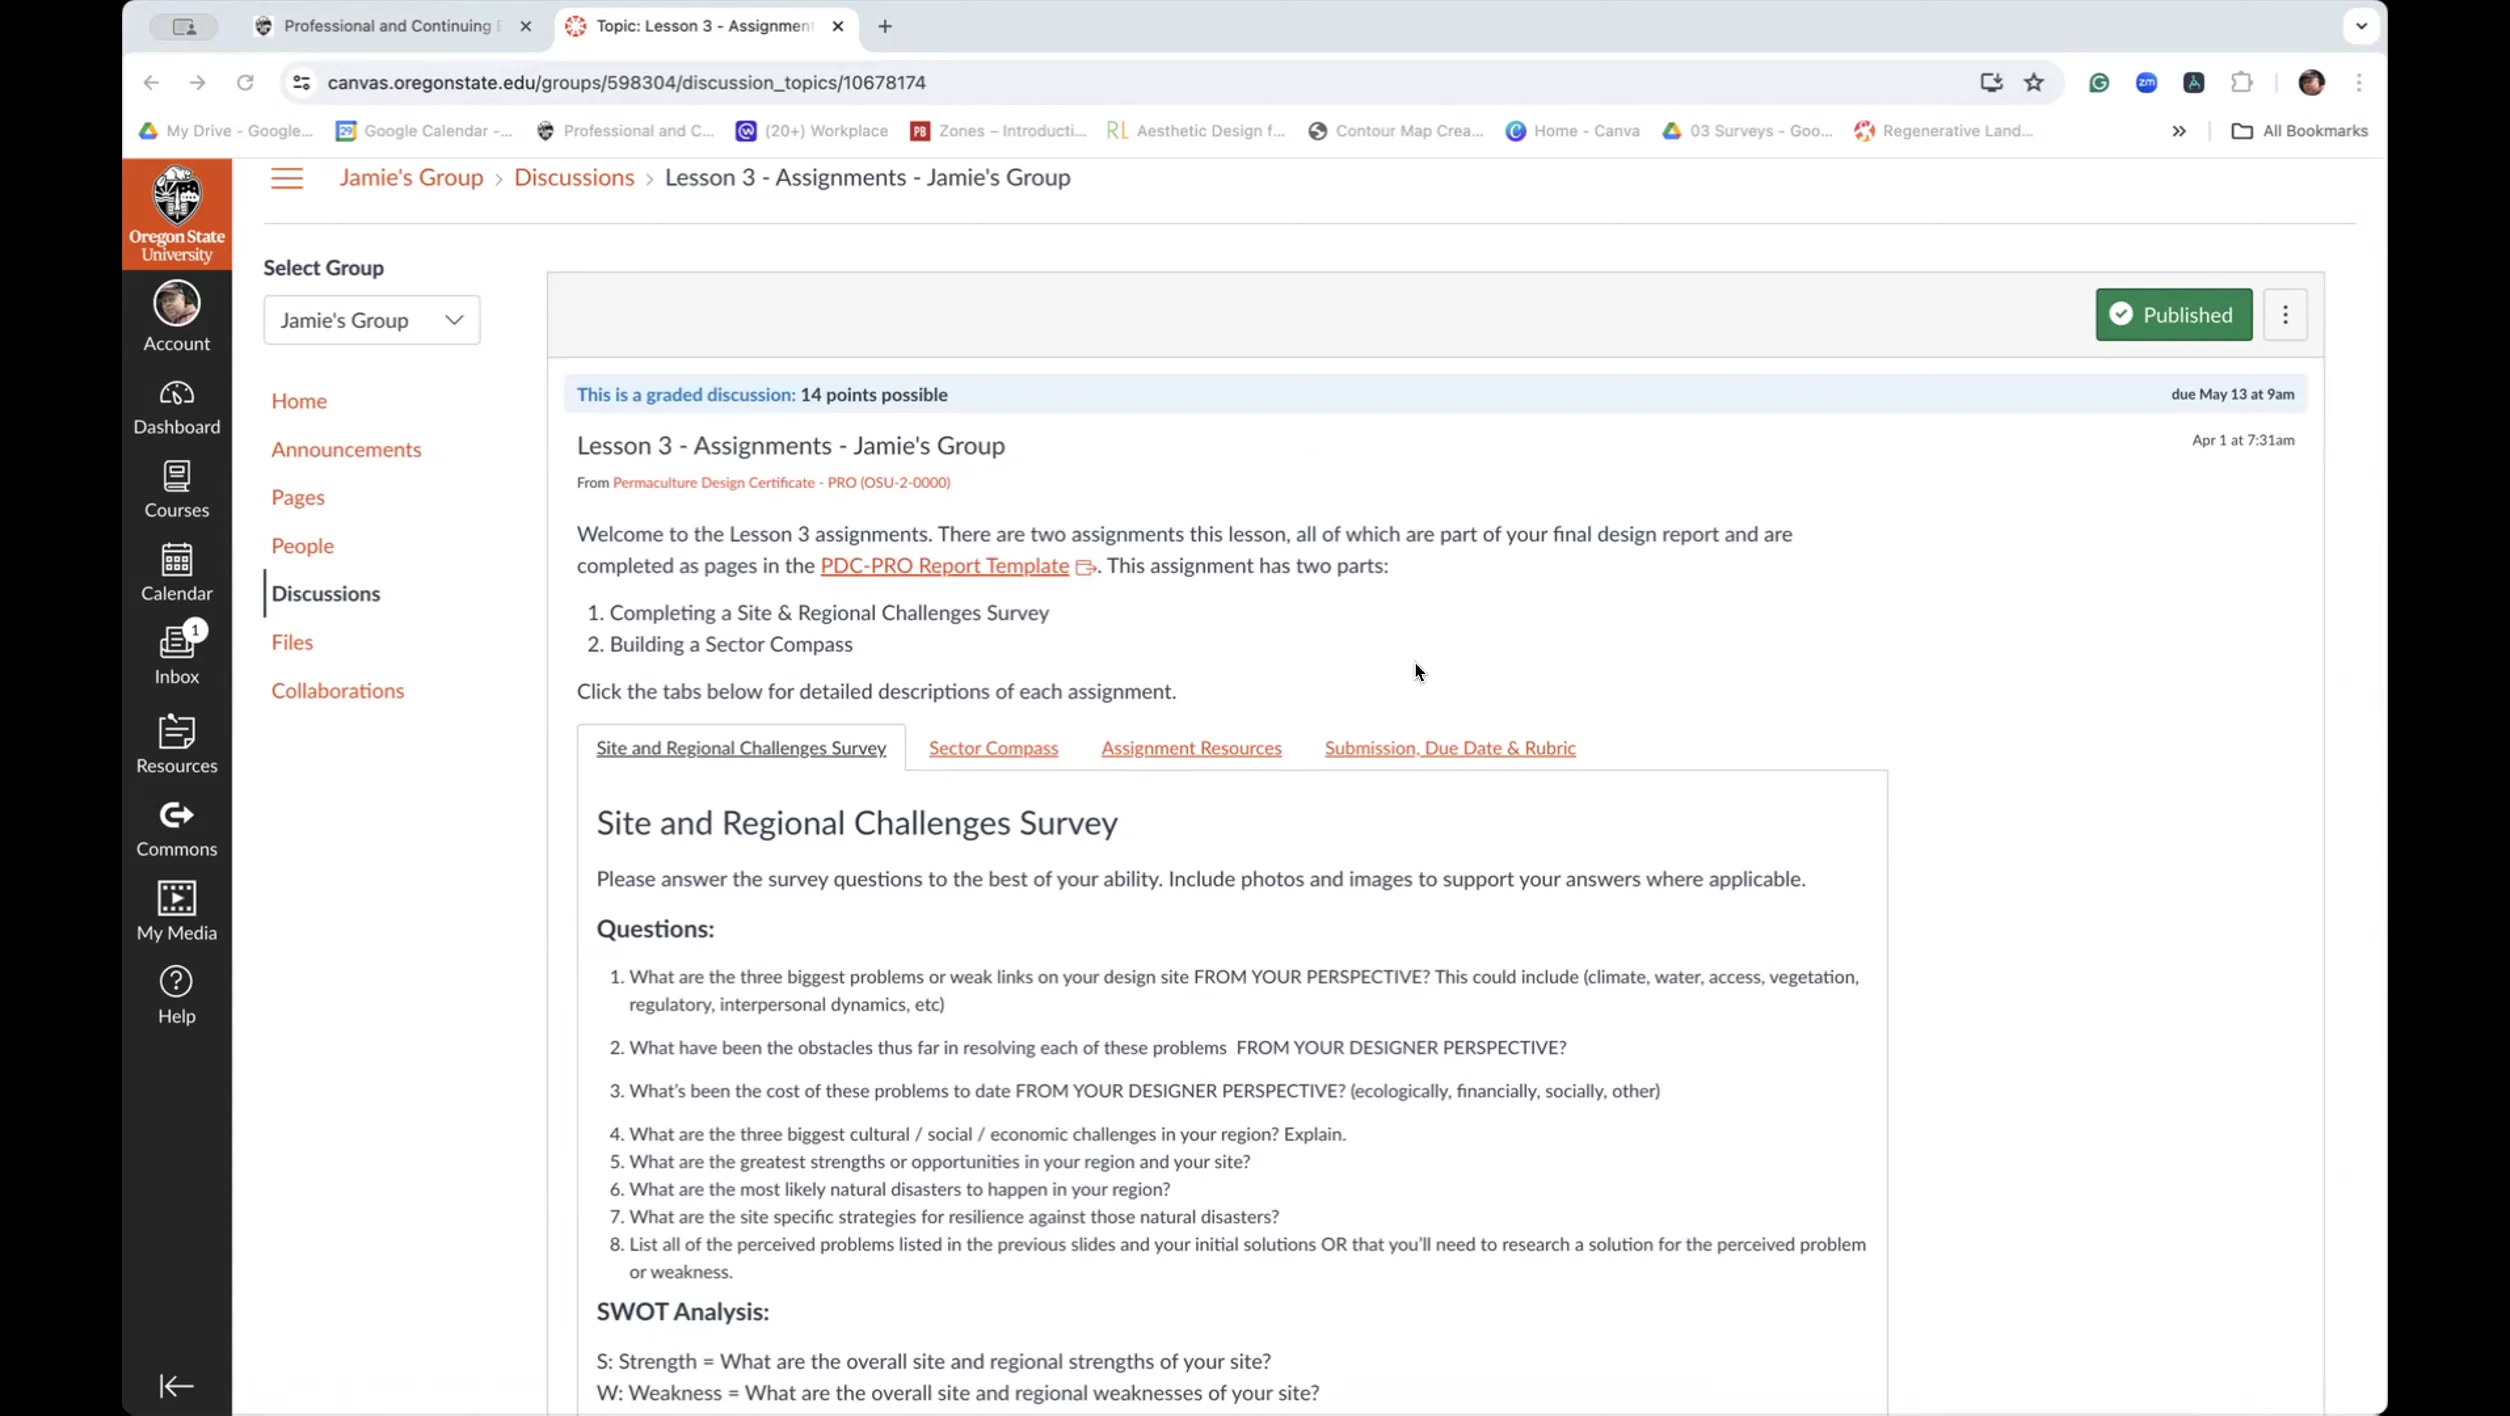 Professional and Continuing E
Topic: Lesson 3 - Assignment
canvas.oregonstate.edu/groups/598304/discussion_topics/10678174
zm
My Drive - Google...
29
Google Calendar -...
Professional and C...
(20+) Workplace
PB
Zones – Introducti...
RL
Aesthetic Design f...
Contour Map Crea...
Home - Canva
03 Surveys - Goo...
Regenerative Land...
All Bookmarks
Oregon State
University
Account
Dashboard
Courses
Calendar
1
Inbox
Resources
Commons
My Media
Help
Jamie's Group › Discussions › Lesson 3 - Assignments - Jamie's Group
Select Group
Jamie's Group
Home
Announcements
Pages
People
Discussions
Files
Collaborations
Published
This is a graded discussion: 14 points possible
due May 13 at 9am
Lesson 3 - Assignments - Jamie's Group
Apr 1 at 7:31am
From Permaculture Design Certificate - PRO (OSU-2-0000)
Welcome to the Lesson 3 assignments. There are two assignments this lesson, all of which are part of your final design report and are
completed as pages in the PDC-PRO Report Template. This assignment has two parts:
1. Completing a Site & Regional Challenges Survey
2. Building a Sector Compass
Click the tabs below for detailed descriptions of each assignment.
Site and Regional Challenges Survey
Sector Compass
Assignment Resources
Submission, Due Date & Rubric
Site and Regional Challenges Survey
Please answer the survey questions to the best of your ability. Include photos and images to support your answers where applicable.
Questions:
1. What are the three biggest problems or weak links on your design site FROM YOUR PERSPECTIVE? This could include (climate, water, access, vegetation,
regulatory, interpersonal dynamics, etc)
2. What have been the obstacles thus far in resolving each of these problems  FROM YOUR DESIGNER PERSPECTIVE?
3. What's been the cost of these problems to date FROM YOUR DESIGNER PERSPECTIVE? (ecologically, financially, socially, other)
4. What are the three biggest cultural / social / economic challenges in your region? Explain.
5. What are the greatest strengths or opportunities in your region and your site?
6. What are the most likely natural disasters to happen in your region?
7. What are the site specific strategies for resilience against those natural disasters?
8. List all of the perceived problems listed in the previous slides and your initial solutions OR that you'll need to research a solution for the perceived problem
or weakness.
SWOT Analysis:
S: Strength = What are the overall site and regional strengths of your site?
W: Weakness = What are the overall site and regional weaknesses of your site?